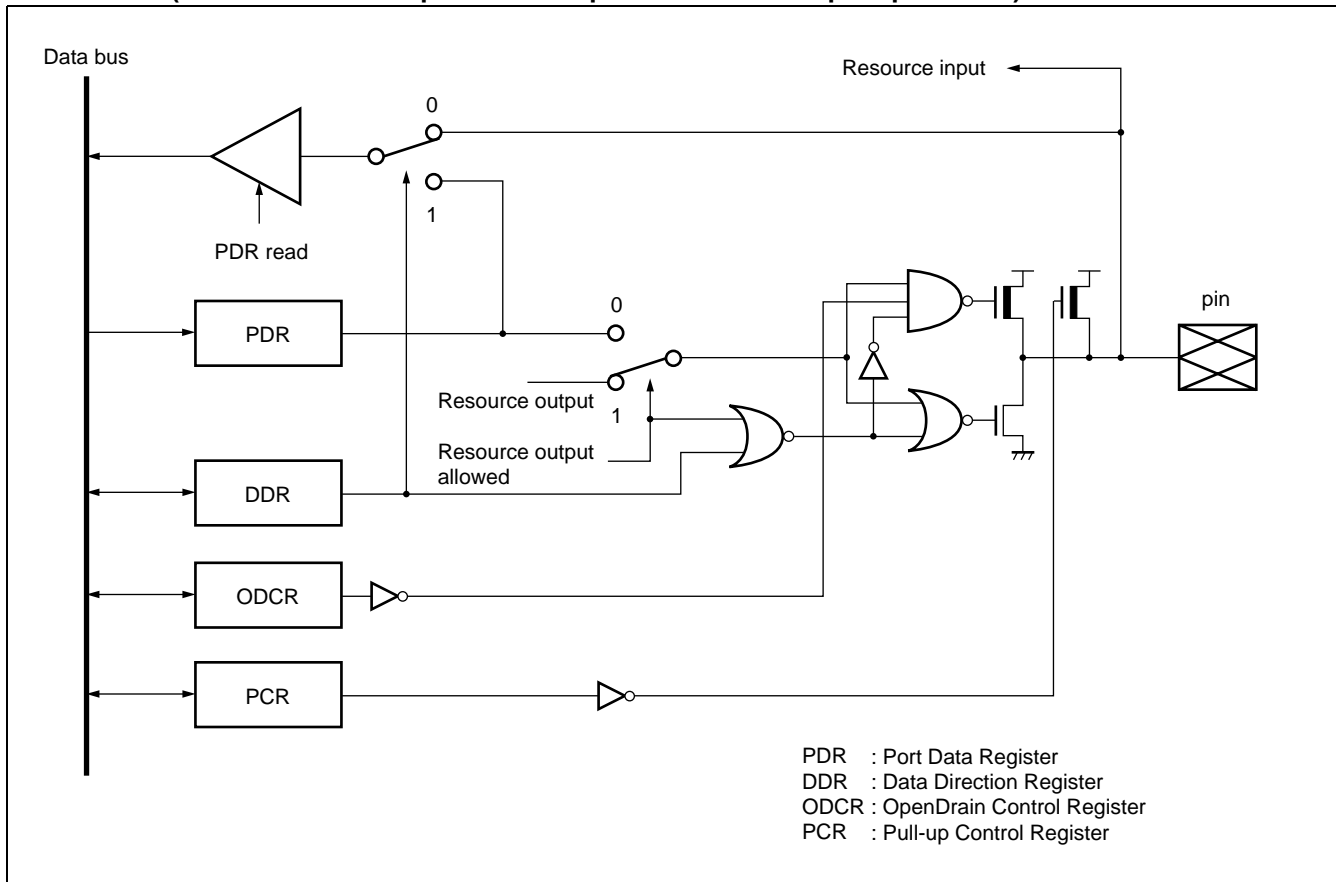 Data bus
Resource input
0
1
PDR read
pin
0
PDR
Resource output
1
Resource output
allowed
DDR
ODCR
PCR
PDR : Port Data Register
DDR : Data Direction Register
ODCR : OpenDrain Control Register
PCR : Pull-up Control Register